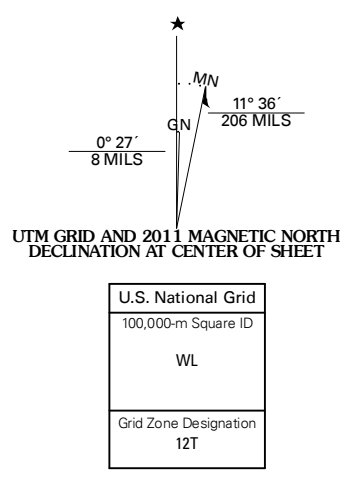 MN
11° 36´
206 MILS
GN
0° 27´
8 MILS
UTM GRID AND 2011 MAGNETIC NORTH
DECLINATION AT CENTER OF SHEET
U.S. National Grid
100,000-m Square ID
WL
Grid Zone Designation
12T